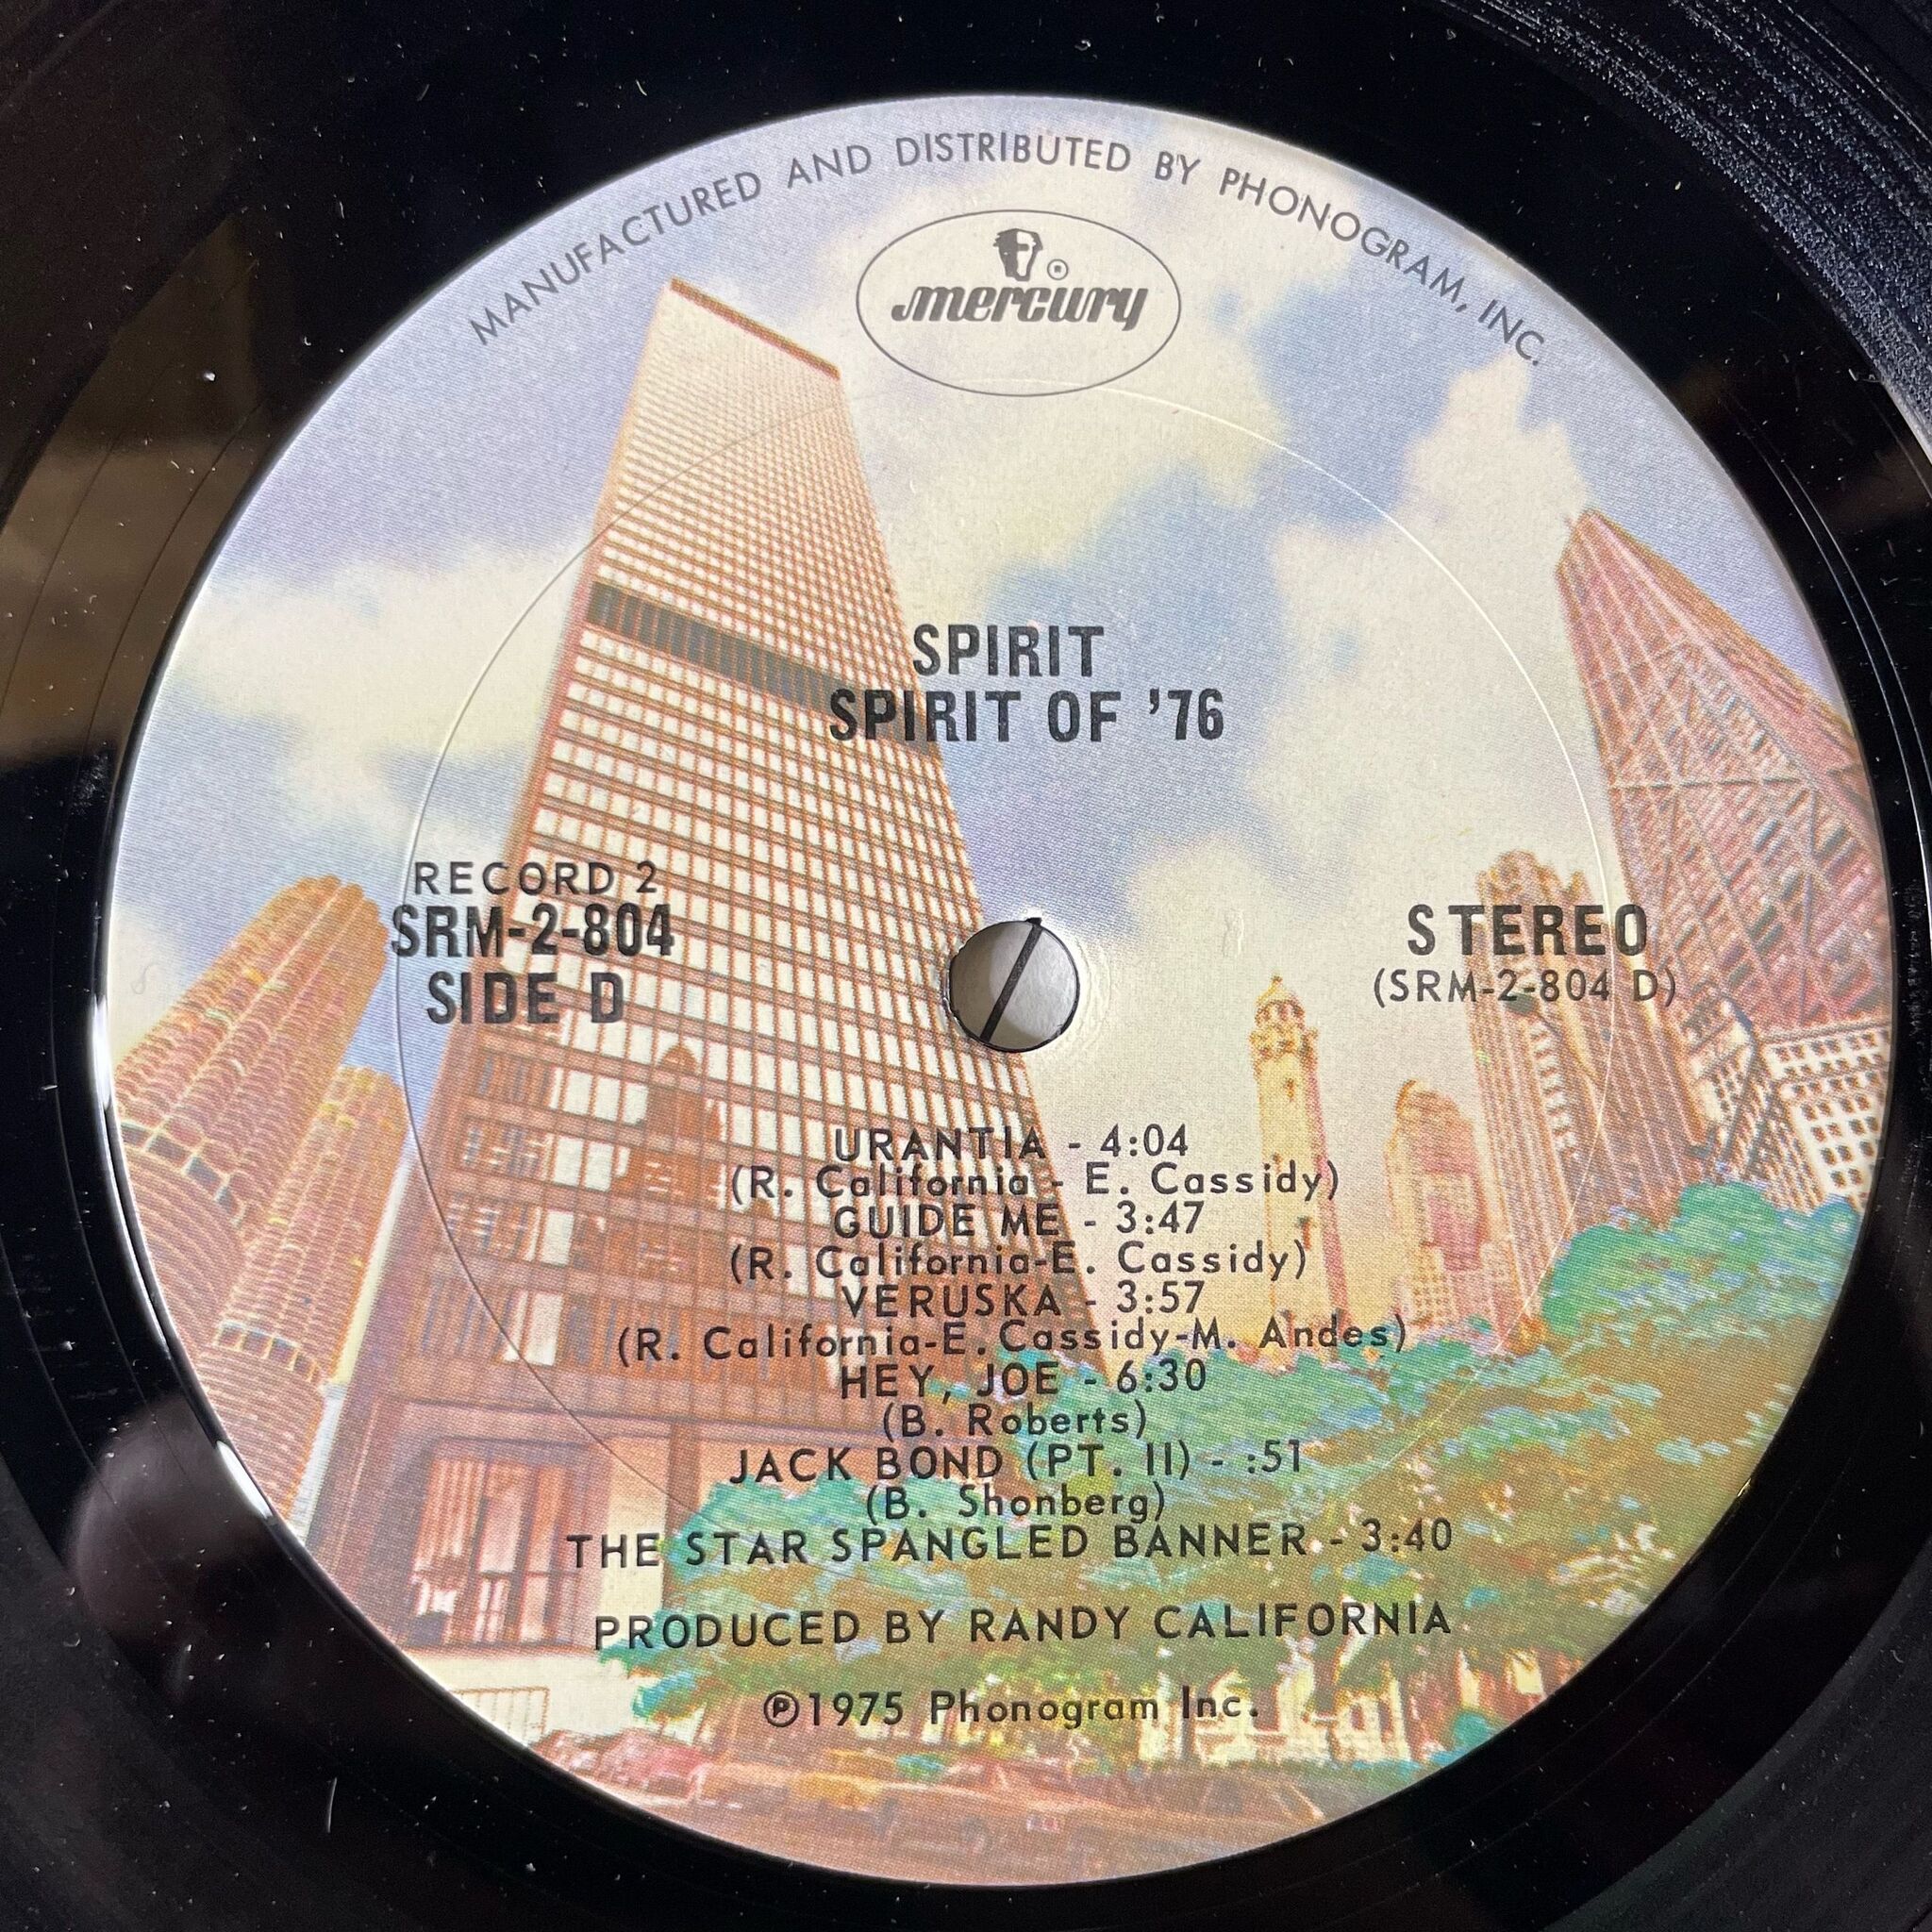 MANUFACTURED AND DISTRIBUTED BY PHONOGRAM, INC.
mercury ®
SPIRIT
SPIRIT OF '76
RECORD 2
SRM-2-804
SIDE D
STEREO
(SRM-2-804 D)
URANTIA - 4:04
(R. California - E. Cassidy)
GUIDE ME - 3:47
(R. California-E. Cassidy)
VERUSKA - 3:57
(R. California-E. Cassidy-M. Andes)
HEY, JOE - 6:30
(B. Roberts)
JACK BOND (PT. II) - :51
(B. Shonberg)
THE STAR SPANGLED BANNER - 3:40
PRODUCED BY RANDY CALIFORNIA
℗1975 Phonogram Inc.